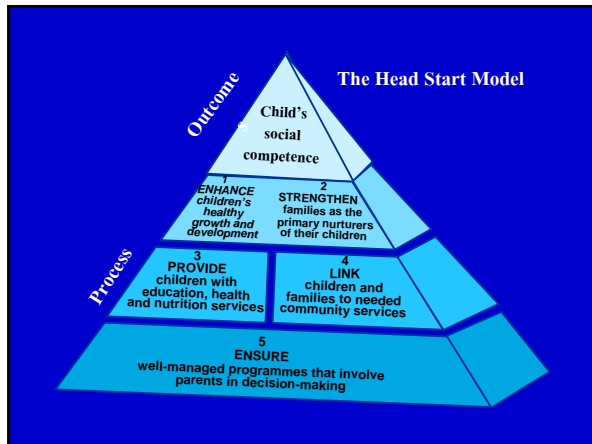 The Head Start Model
Outcome
s
Child's
social
competence
1
ENHANCE
children's
healthy
growth and
development
2
STRENGTHEN
families as the
primary nurturers
of their children
Process
3
PROVIDE
children with
education, health
and nutrition services
4
LINK
children and
families to needed
community services
5
ENSURE
well-managed programmes that involve
parents in decision-making